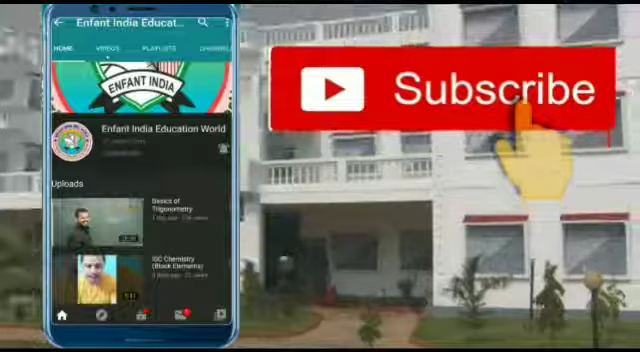 Enfant India Educat...
HOME VIDEOS PLAYLISTS CHANNELS
ENFANT INDIA
Enfant India Education World
Uploads
Basics of
Trigonometry
ISC Chemistry
(Block Elements)
Subscribe